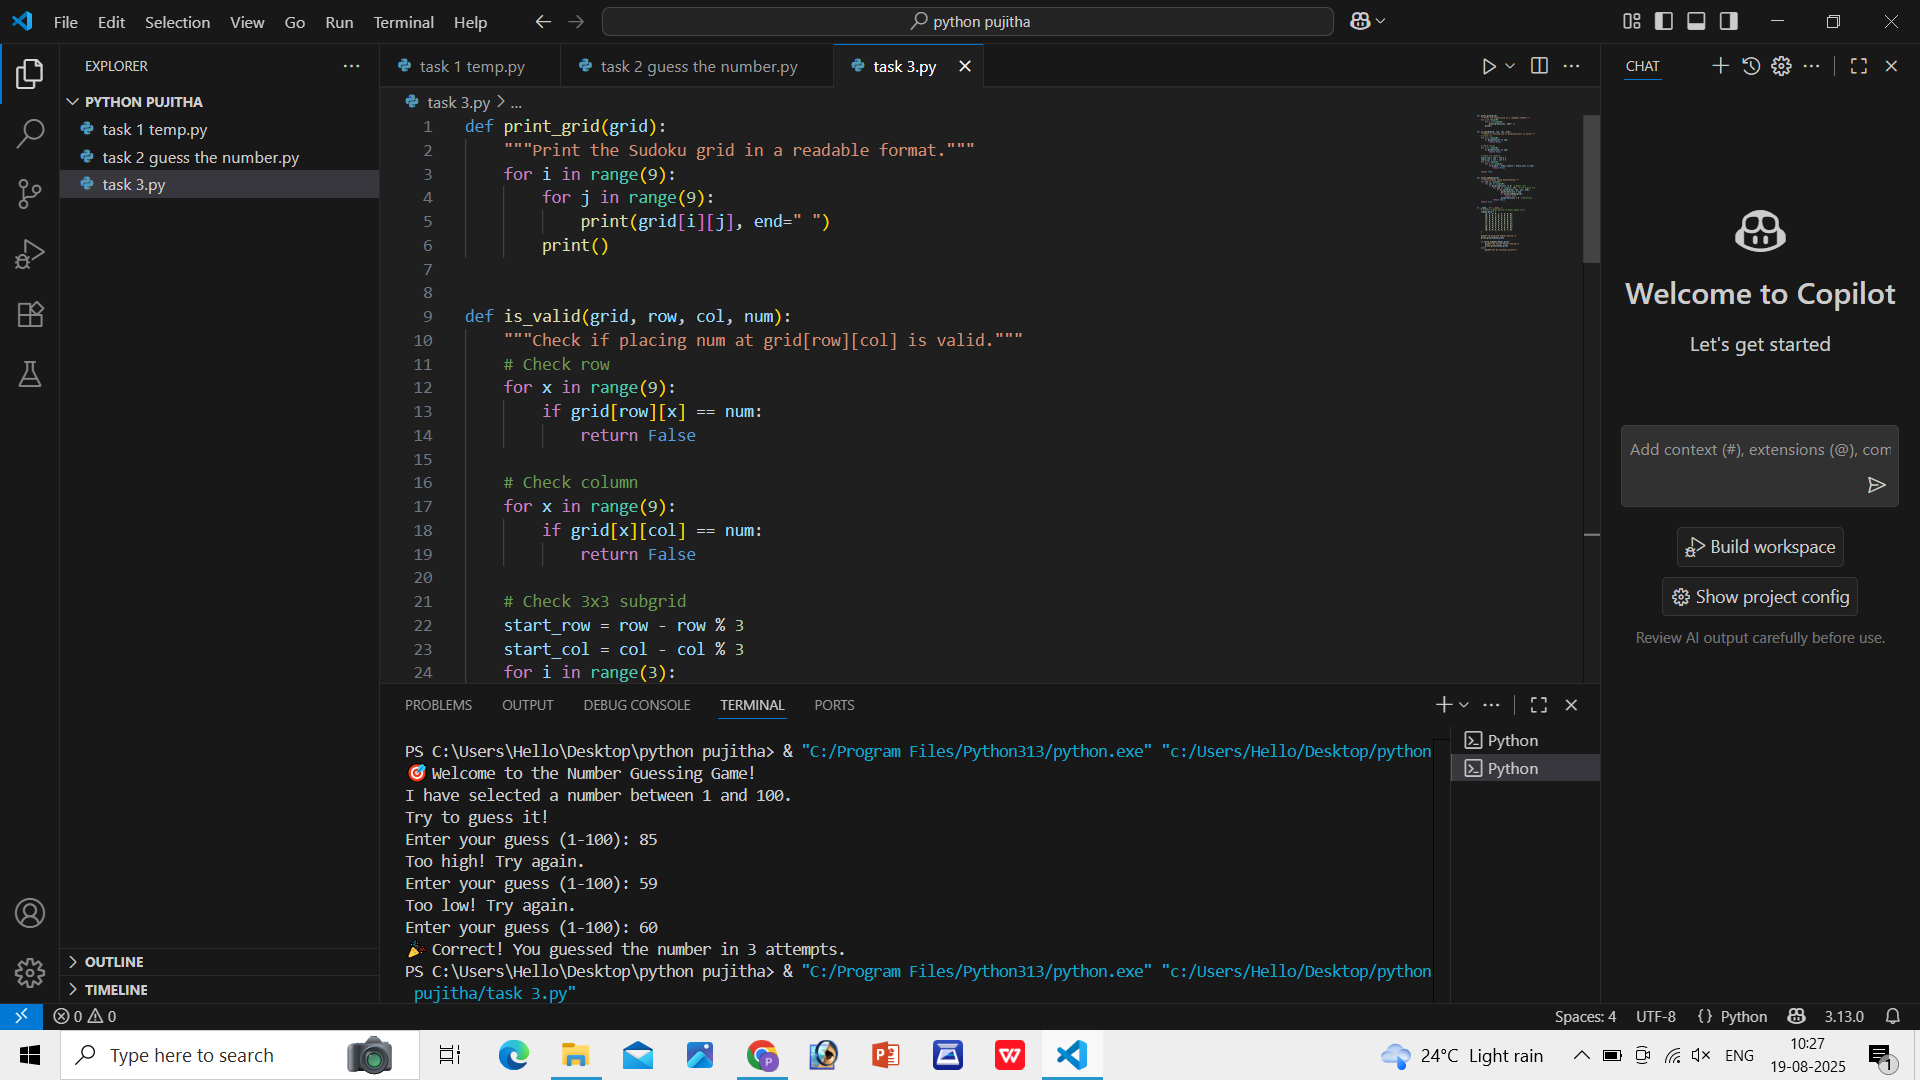 File Edit Selection View Go Run Terminal Help
python pujitha
EXPLORER
PYTHON PUJITHA
task 1 temp.py
task 2 guess the number.py
task 3.py
OUTLINE
TIMELINE
task 1 temp.py
task 2 guess the number.py
task 3.py
task 3.py > ...
1 def print_grid(grid):
2 """Print the Sudoku grid in a readable format."""
3 for i in range(9):
4 for j in range(9):
5 print(grid[i][j], end=" ")
6 print()
7
8
9 def is_valid(grid, row, col, num):
10 """Check if placing num at grid[row][col] is valid."""
11 # Check row
12 for x in range(9):
13 if grid[row][x] == num:
14 return False
15
16 # Check column
17 for x in range(9):
18 if grid[x][col] == num:
19 return False
20
21 # Check 3x3 subgrid
22 start_row = row - row % 3
23 start_col = col - col % 3
24 for i in range(3):
PROBLEMS OUTPUT DEBUG CONSOLE TERMINAL PORTS
PS C:\Users\Hello\Desktop\python pujitha> & "C:/Program Files/Python313/python.exe" "c:/Users/Hello/Desktop/python
🎯 Welcome to the Number Guessing Game!
I have selected a number between 1 and 100.
Try to guess it!
Enter your guess (1-100): 85
Too high! Try again.
Enter your guess (1-100): 59
Too low! Try again.
Enter your guess (1-100): 60
🎉 Correct! You guessed the number in 3 attempts.
PS C:\Users\Hello\Desktop\python pujitha> & "C:/Program Files/Python313/python.exe" "c:/Users/Hello/Desktop/python
pujitha/task 3.py"
Python
Python
CHAT
Welcome to Copilot
Let's get started
Add context (#), extensions (@), com
Build workspace
Show project config
Review AI output carefully before use.
0 0
Spaces: 4 UTF-8 {} Python 3.13.0
Type here to search
24°C Light rain
ENG
10:27
19-08-2025
1